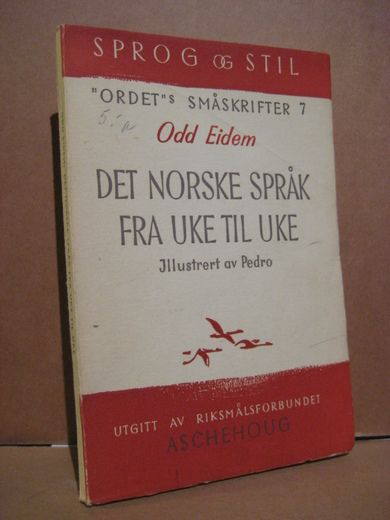 SPROG OG STIL
"ORDET"S SMÅSKRIFTER 7
Odd Eidem
DET NORSKE SPRÅK
FRA UKE TIL UKE
Illustrert av Pedro
UTGITT AV RIKSMÅLSFORBUNDET
ASCHEHOUG